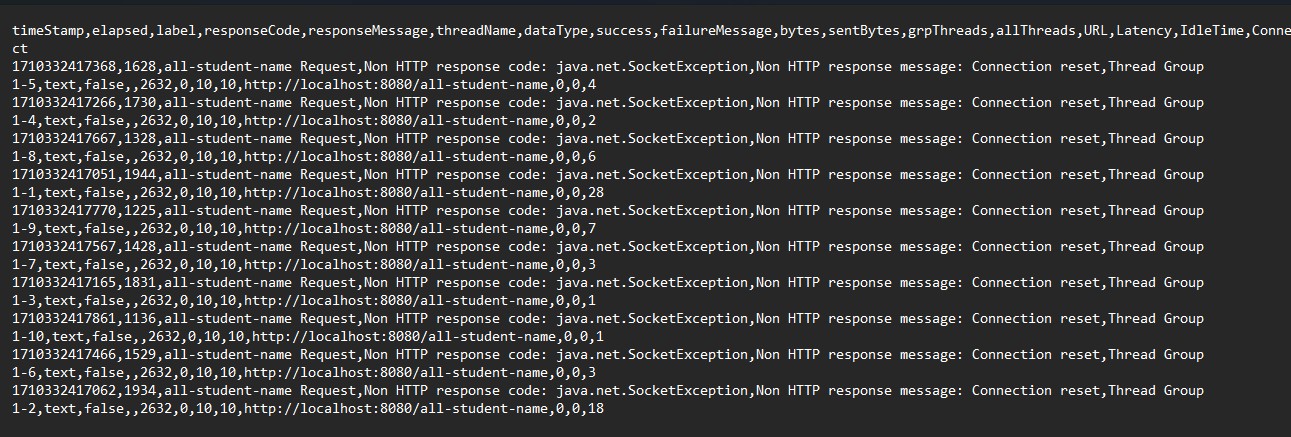 timeStamp,elapsed,label,responseCode,responseMessage,threadName,dataType,success,failureMessage,bytes,sentBytes,grpThreads,allThreads,URL,Latency,IdleTime,Conne
ct
1710332417368,1628,all-student-name Request,Non HTTP response code: java.net.SocketException,Non HTTP response message: Connection reset,Thread Group
1-5,text,false,,2632,0,10,10,http://localhost:8080/all-student-name,0,0,4
1710332417266,1730,all-student-name Request,Non HTTP response code: java.net.SocketException,Non HTTP response message: Connection reset,Thread Group
1-4,text,false,,2632,0,10,10,http://localhost:8080/all-student-name,0,0,2
1710332417667,1328,all-student-name Request,Non HTTP response code: java.net.SocketException,Non HTTP response message: Connection reset,Thread Group
1-8,text,false,,2632,0,10,10,http://localhost:8080/all-student-name,0,0,6
1710332417051,1944,all-student-name Request,Non HTTP response code: java.net.SocketException,Non HTTP response message: Connection reset,Thread Group
1-1,text,false,,2632,0,10,10,http://localhost:8080/all-student-name,0,0,28
1710332417770,1225,all-student-name Request,Non HTTP response code: java.net.SocketException,Non HTTP response message: Connection reset,Thread Group
1-9,text,false,,2632,0,10,10,http://localhost:8080/all-student-name,0,0,7
1710332417567,1428,all-student-name Request,Non HTTP response code: java.net.SocketException,Non HTTP response message: Connection reset,Thread Group
1-7,text,false,,2632,0,10,10,http://localhost:8080/all-student-name,0,0,3
1710332417165,1831,all-student-name Request,Non HTTP response code: java.net.SocketException,Non HTTP response message: Connection reset,Thread Group
1-3,text,false,,2632,0,10,10,http://localhost:8080/all-student-name,0,0,1
1710332417861,1136,all-student-name Request,Non HTTP response code: java.net.SocketException,Non HTTP response message: Connection reset,Thread Group
1-10,text,false,,2632,0,10,10,http://localhost:8080/all-student-name,0,0,1
1710332417466,1529,all-student-name Request,Non HTTP response code: java.net.SocketException,Non HTTP response message: Connection reset,Thread Group
1-6,text,false,,2632,0,10,10,http://localhost:8080/all-student-name,0,0,3
1710332417062,1934,all-student-name Request,Non HTTP response code: java.net.SocketException,Non HTTP response message: Connection reset,Thread Group
1-2,text,false,,2632,0,10,10,http://localhost:8080/all-student-name,0,0,18